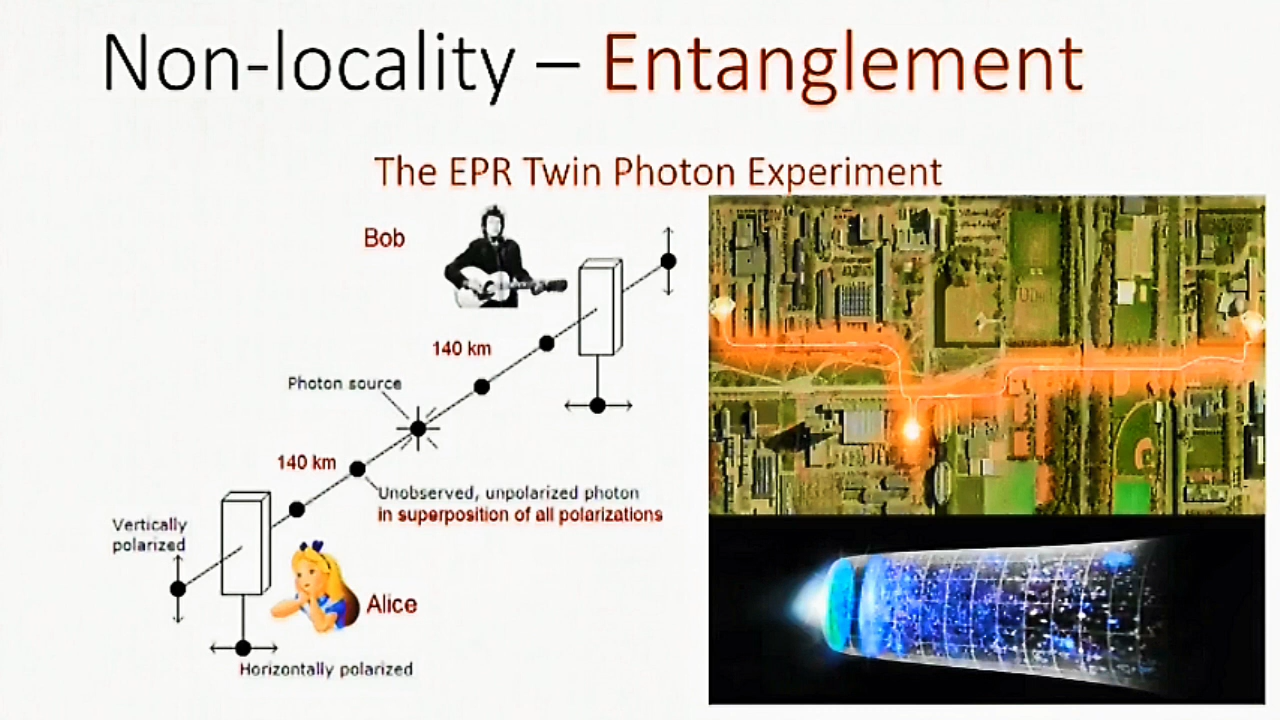 Non-locality – Entanglement
The EPR Twin Photon Experiment
Bob
140 km
Photon source
140 km
Unobserved, unpolarized photon
in superposition of all polarizations
Vertically
polarized
Alice
Horizontally polarized